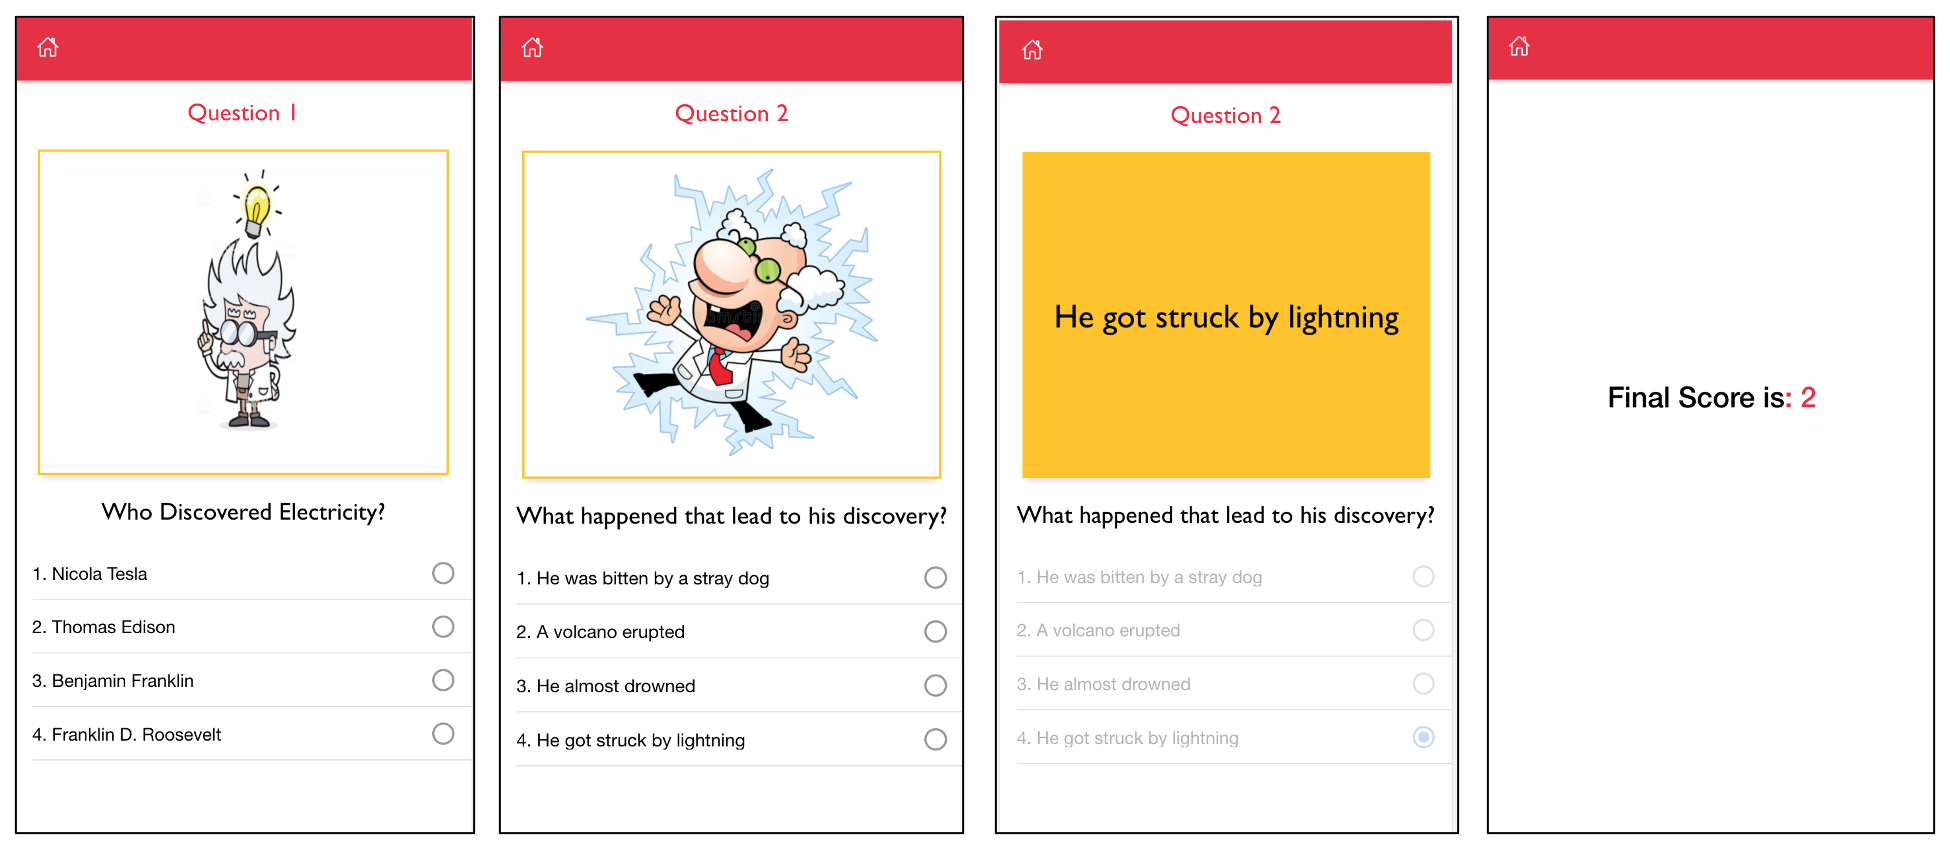 Question 1
Who Discovered Electricity?
1. Nicola Tesla
2. Thomas Edison
3. Benjamin Franklin
4. Franklin D. Roosevelt
Question 2
What happened that lead to his discovery?
1. He was bitten by a stray dog
2. A volcano erupted
3. He almost drowned
4. He got struck by lightning
Question 2
He got struck by lightning
What happened that lead to his discovery?
1. He was bitten by a stray dog
2. A volcano erupted
3. He almost drowned
4. He got struck by lightning
Final Score is: 2